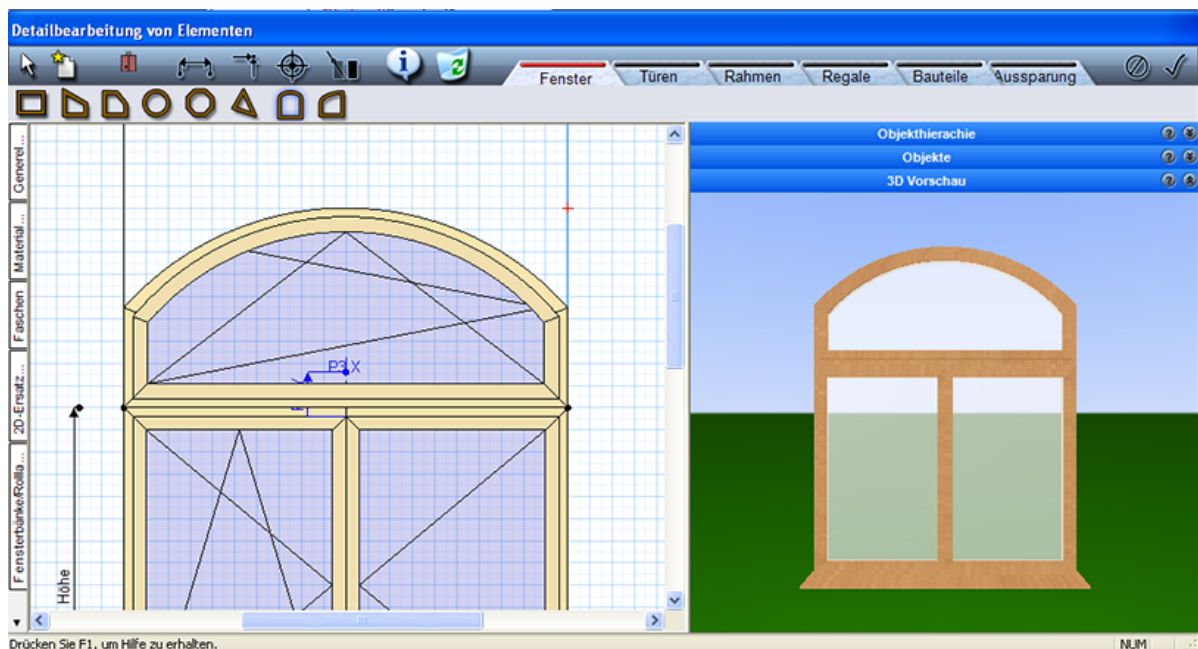 Detailbearbeitung von Elementen
Fenster Türen Rahmen Regale Bauteile Aussparung
Generel...
Material ...
Faschen
2D-Ersatz...
Fensterbänke/Rolla...
Objekthierachie
Objekte
3D Vorschau
P3 X
Höhe
Drücken Sie F1, um Hilfe zu erhalten.
NUM